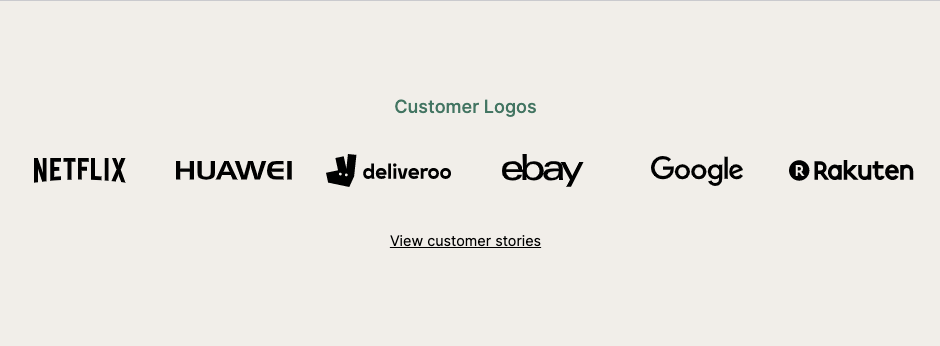 Customer Logos
NETFLIX HUAWEI deliveroo ebay Google R Rakuten
View customer stories